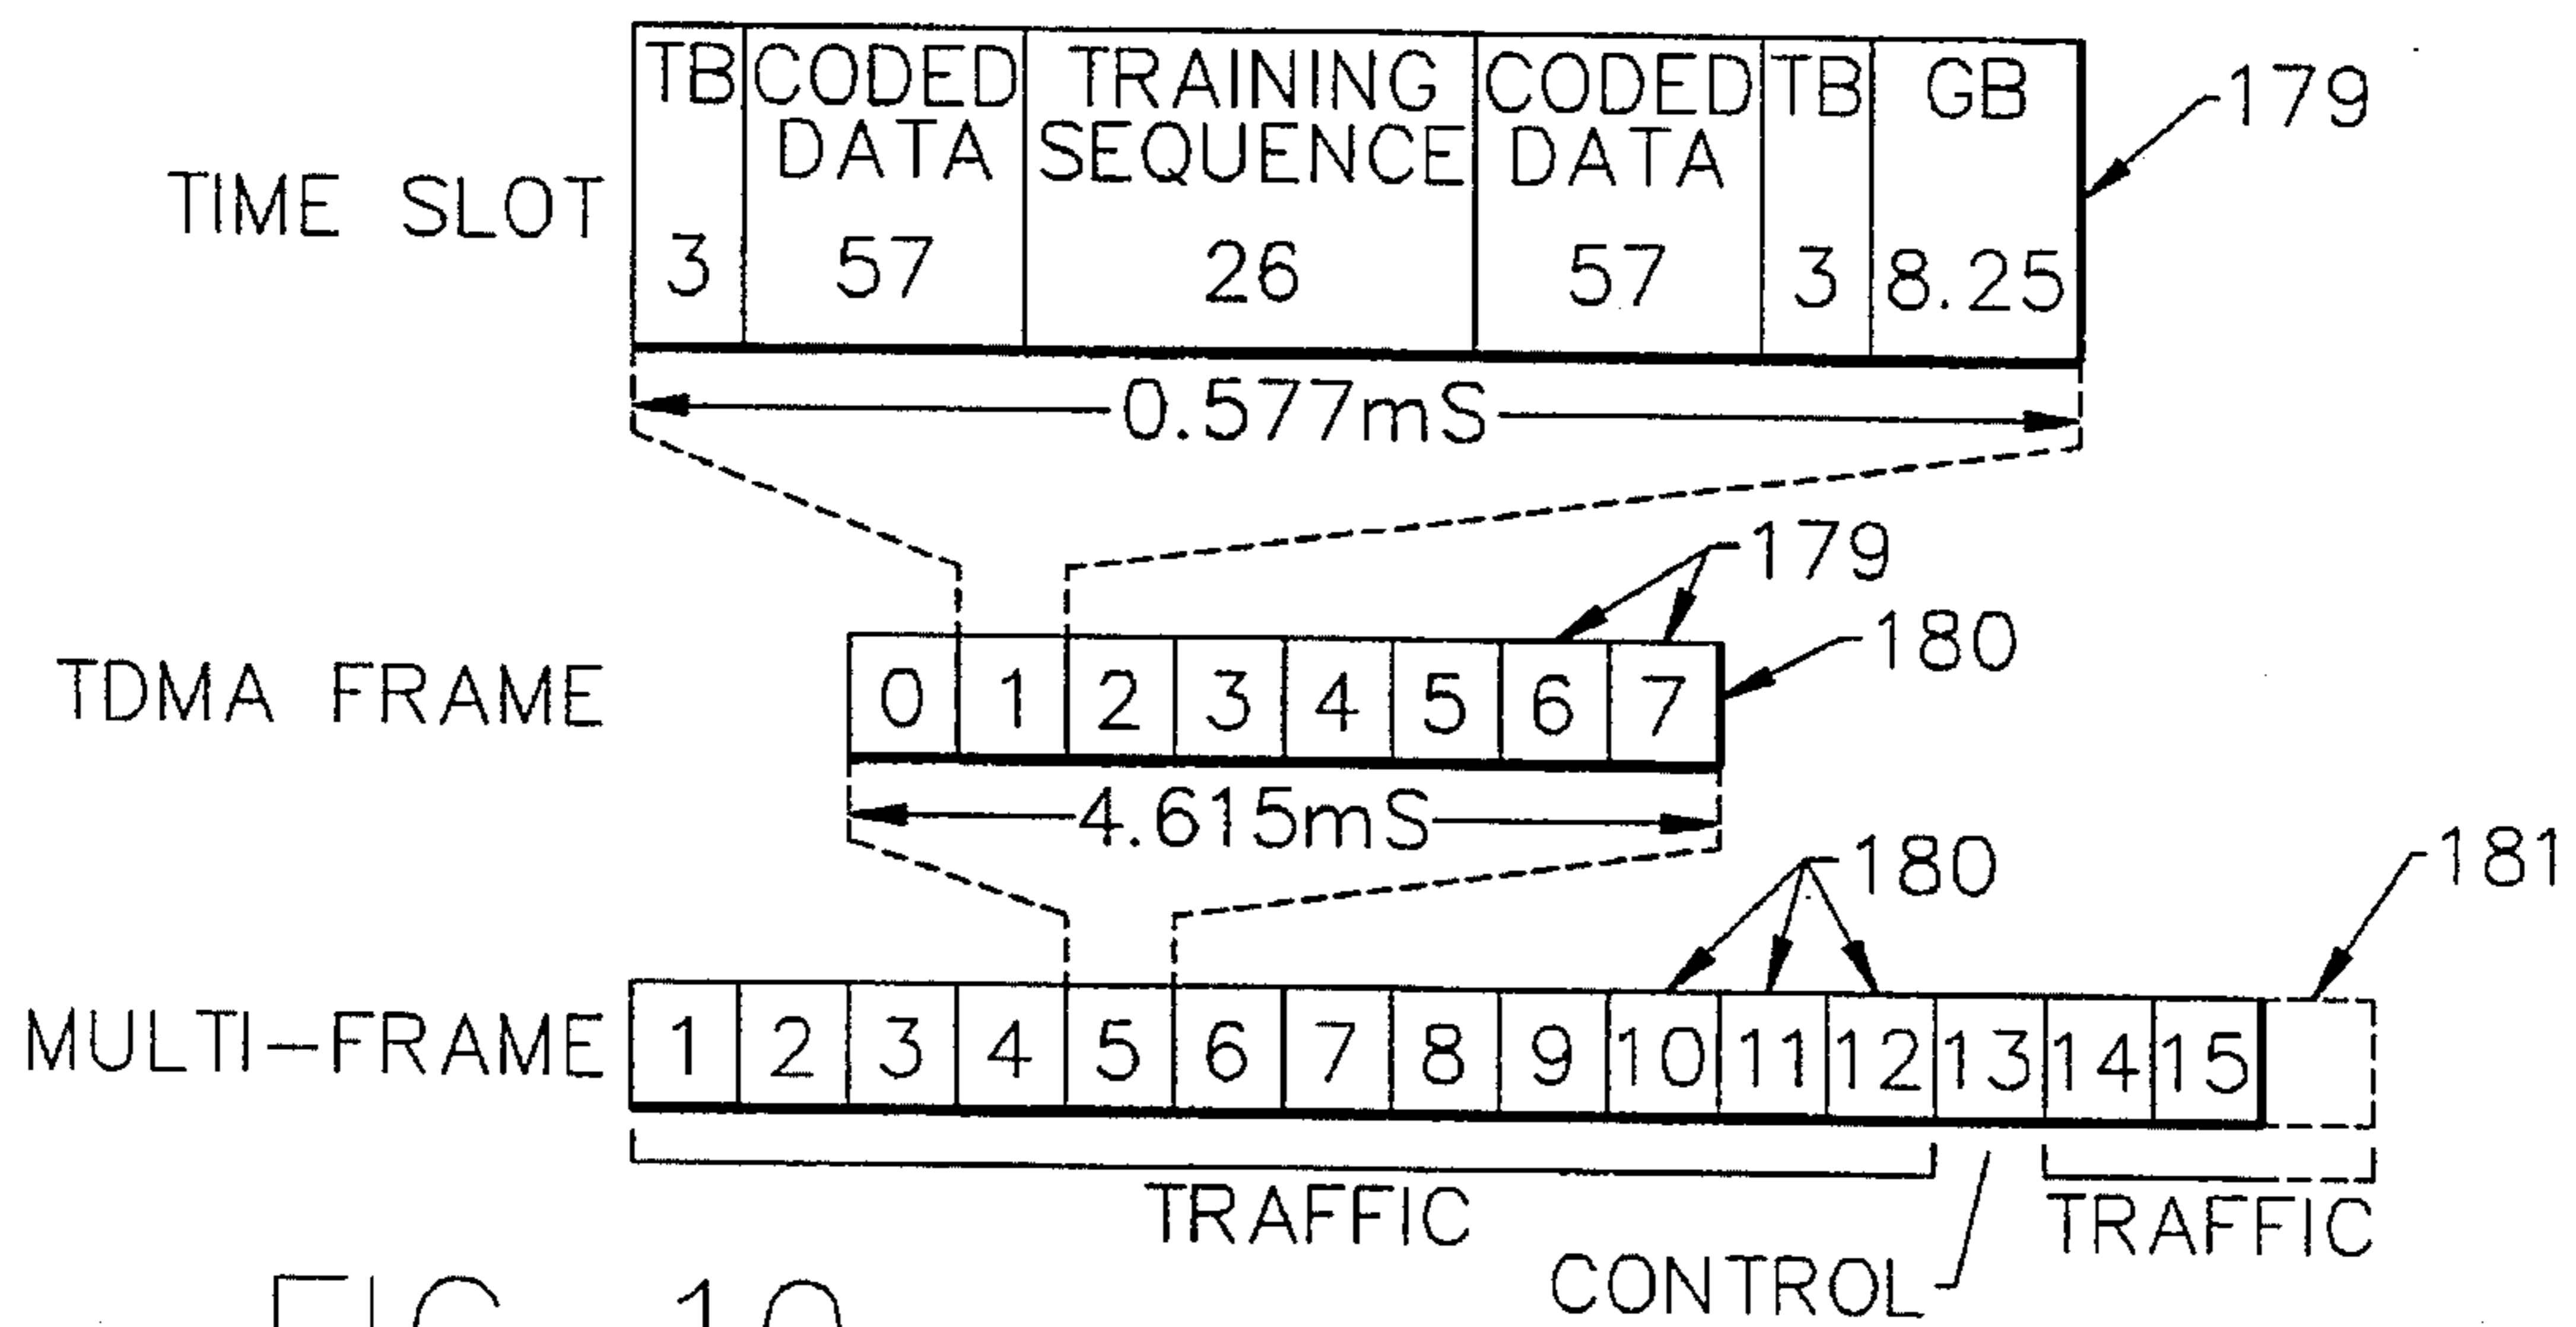 TB CODED DATA TRAINING SEQUENCE CODED DATA TB GB
179
TIME SLOT
3 57 26 57 3 8.25
0.577mS
179
180
TDMA FRAME
0 1 2 3 4 5 6 7
4.615mS
180
181
MULTI-FRAME
1 2 3 4 5 6 7 8 9 10 11 12 13 14 15
TRAFFIC
TRAFFIC
CONTROL